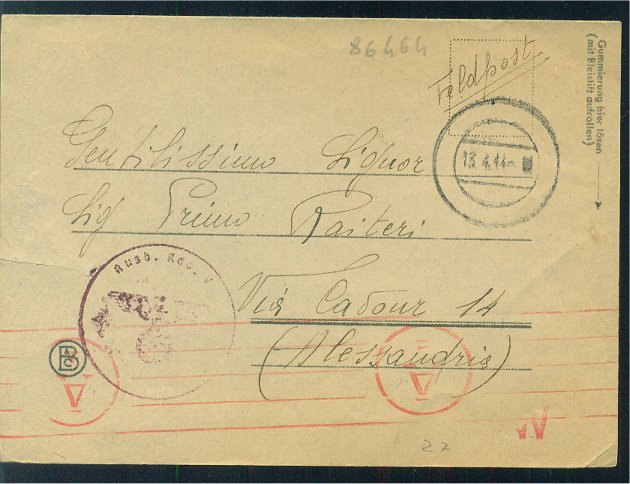 86464
Feldpost
Gummierung hier lösen
(mit Bleistift aufrollen)
13.4.44
Gentilissimo Signor
Sig Primo Raiteri
Ausb.
Via Cavour 14
(Alessandria)
A
A
27